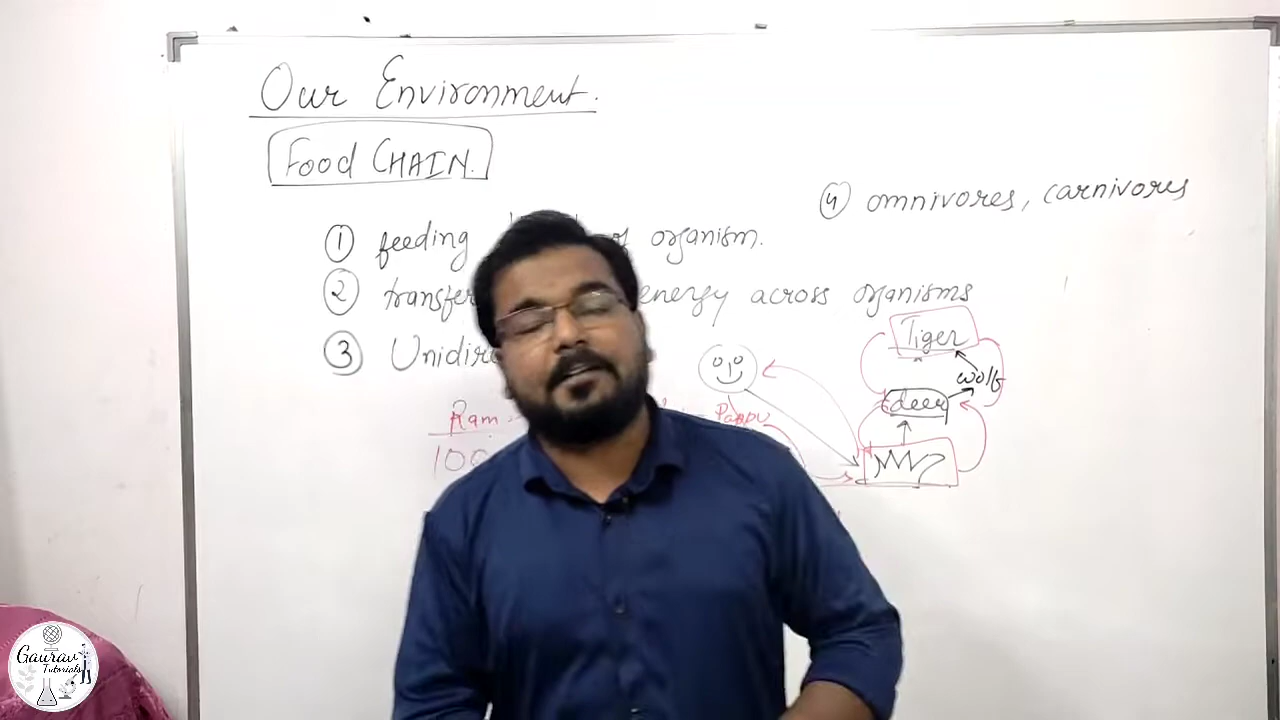 Our Environment.
Food CHAIN.
① feeding of organism.
② transfer energy across organisms
③ Unidire
④ omnivores, carnivores
Tiger
wolf
deer
Ram
Pappu
100
Gaurav
Tutorials